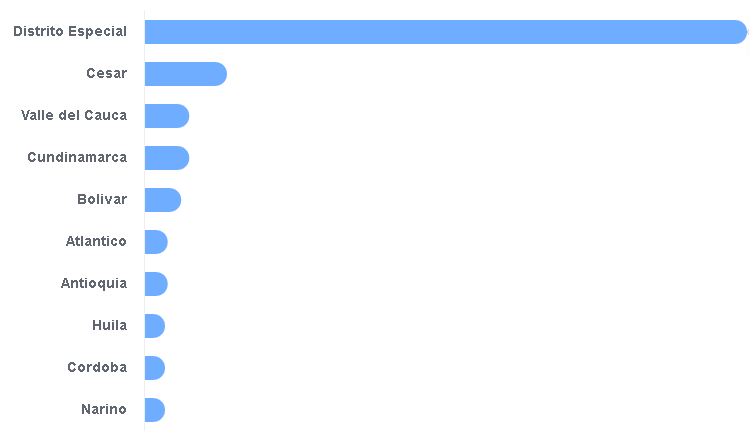 Distrito Especial
Cesar
Valle del Cauca
Cundinamarca
Bolivar
Atlantico
Antioquia
Huila
Cordoba
Narino